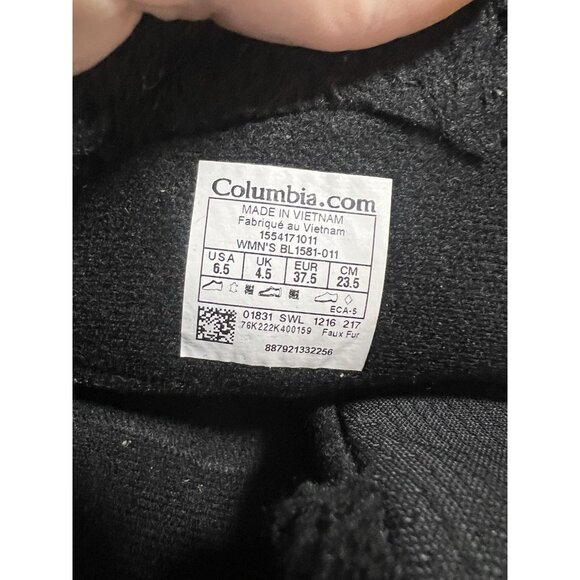 Columbia.com
MADE IN VIETNAM
Fabriqué au Vietnam
1554171011
WMN'S BL1581-011
USA UK EUR CM
6.5 4.5 37.5 23.5
ECA-5
01831 SWL 1216 217
76K222K400159 Faux Fur
887921332256